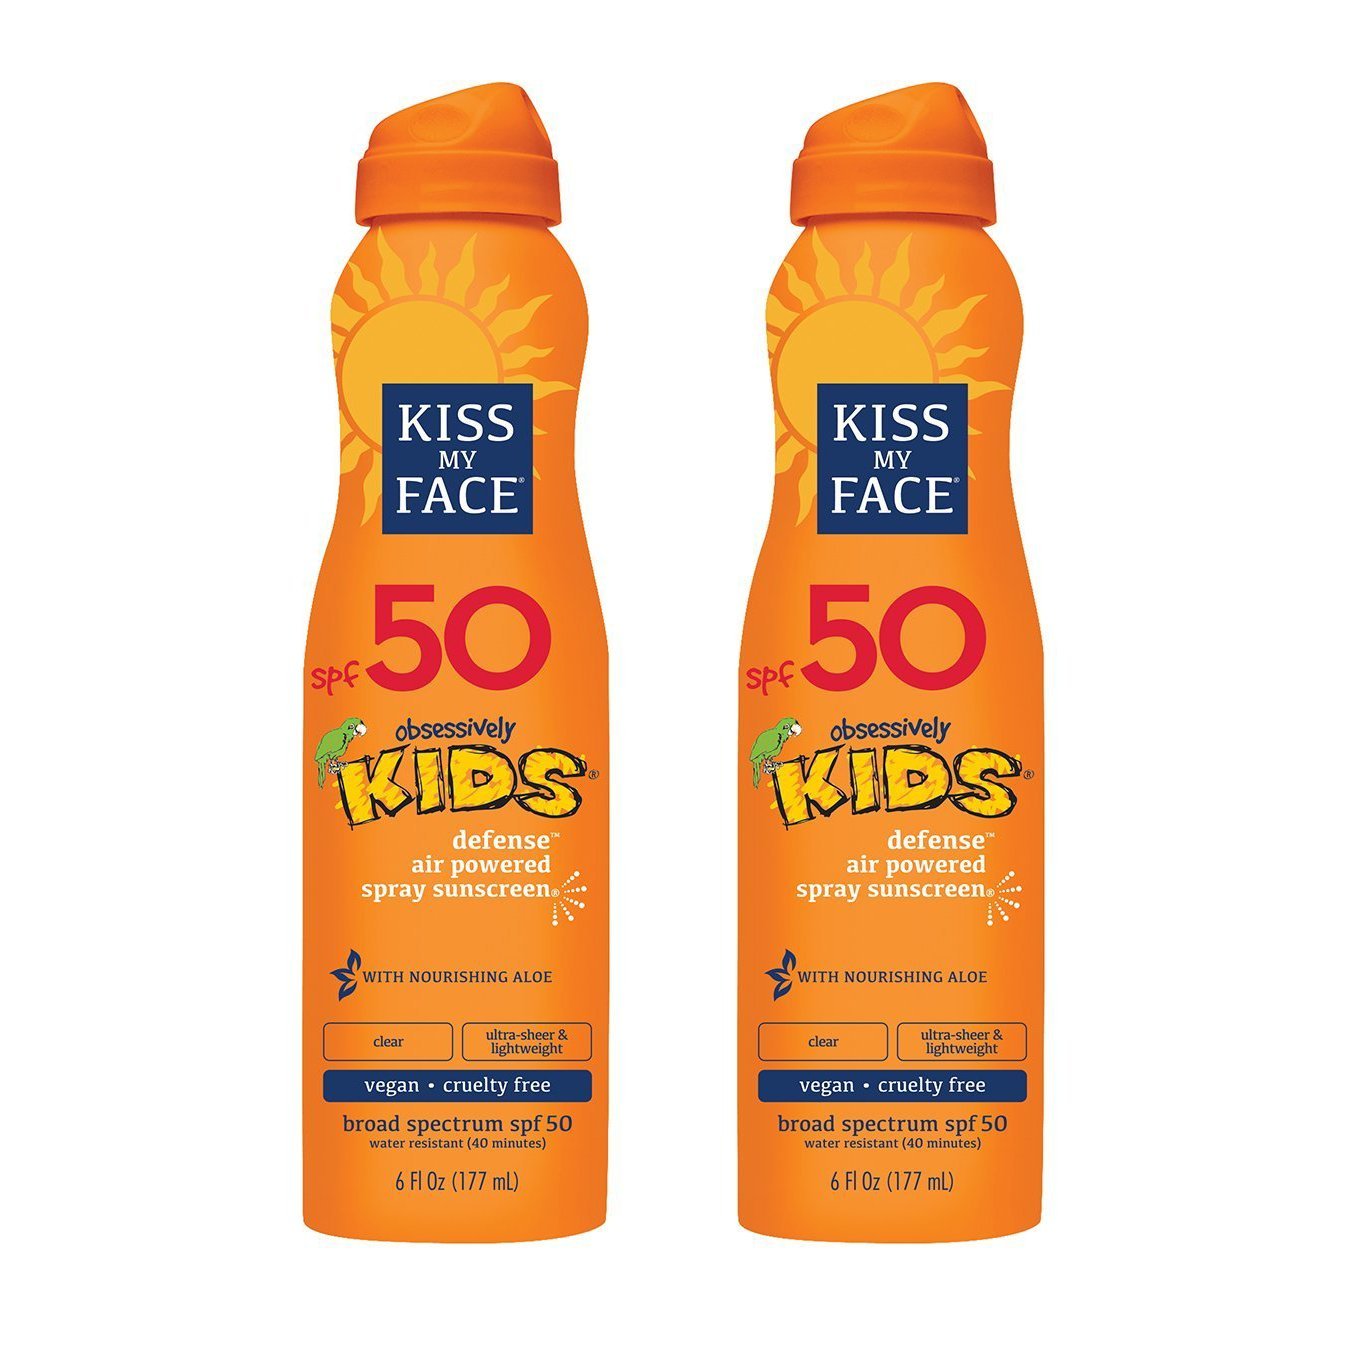 KISS
MY
FACE®
spf 50
obsessively
KIDS®
defense™
air powered
spray sunscreen®
WITH NOURISHING ALOE
clear
ultra-sheer &
lightweight
vegan • cruelty free
broad spectrum spf 50
water resistant (40 minutes)
6 Fl Oz (177 mL)
KISS
MY
FACE®
spf 50
obsessively
KIDS®
defense™
air powered
spray sunscreen®
WITH NOURISHING ALOE
clear
ultra-sheer &
lightweight
vegan • cruelty free
broad spectrum spf 50
water resistant (40 minutes)
6 Fl Oz (177 mL)